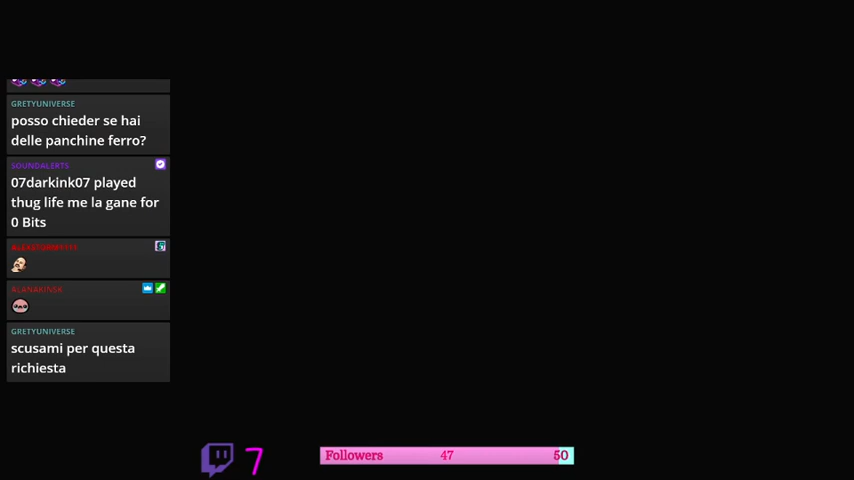 GRETYUNIVERSE
posso chieder se hai
delle panchine ferro?
SOUNDALERTS
07darkink07 played
thug life me la gane for
0 Bits
GRETYUNIVERSE
scusami per questa
richiesta
7
Followers 47 50